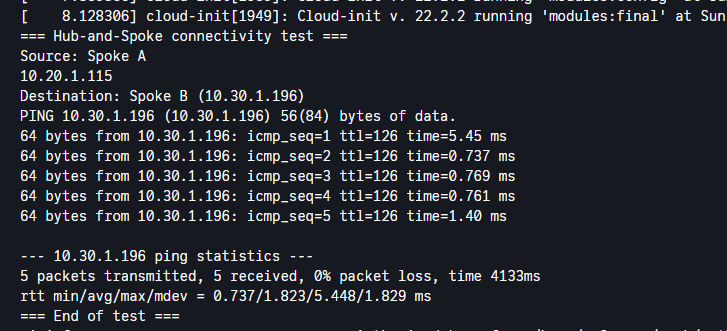 [    8.128306] cloud-init[1949]: Cloud-init v. 22.2.2 running 'modules:final' at Sun
=== Hub-and-Spoke connectivity test ===
Source: Spoke A
10.20.1.115
Destination: Spoke B (10.30.1.196)
PING 10.30.1.196 (10.30.1.196) 56(84) bytes of data.
64 bytes from 10.30.1.196: icmp_seq=1 ttl=126 time=5.45 ms
64 bytes from 10.30.1.196: icmp_seq=2 ttl=126 time=0.737 ms
64 bytes from 10.30.1.196: icmp_seq=3 ttl=126 time=0.769 ms
64 bytes from 10.30.1.196: icmp_seq=4 ttl=126 time=0.761 ms
64 bytes from 10.30.1.196: icmp_seq=5 ttl=126 time=1.40 ms
--- 10.30.1.196 ping statistics ---
5 packets transmitted, 5 received, 0% packet loss, time 4133ms
rtt min/avg/max/mdev = 0.737/1.823/5.448/1.829 ms
=== End of test ===